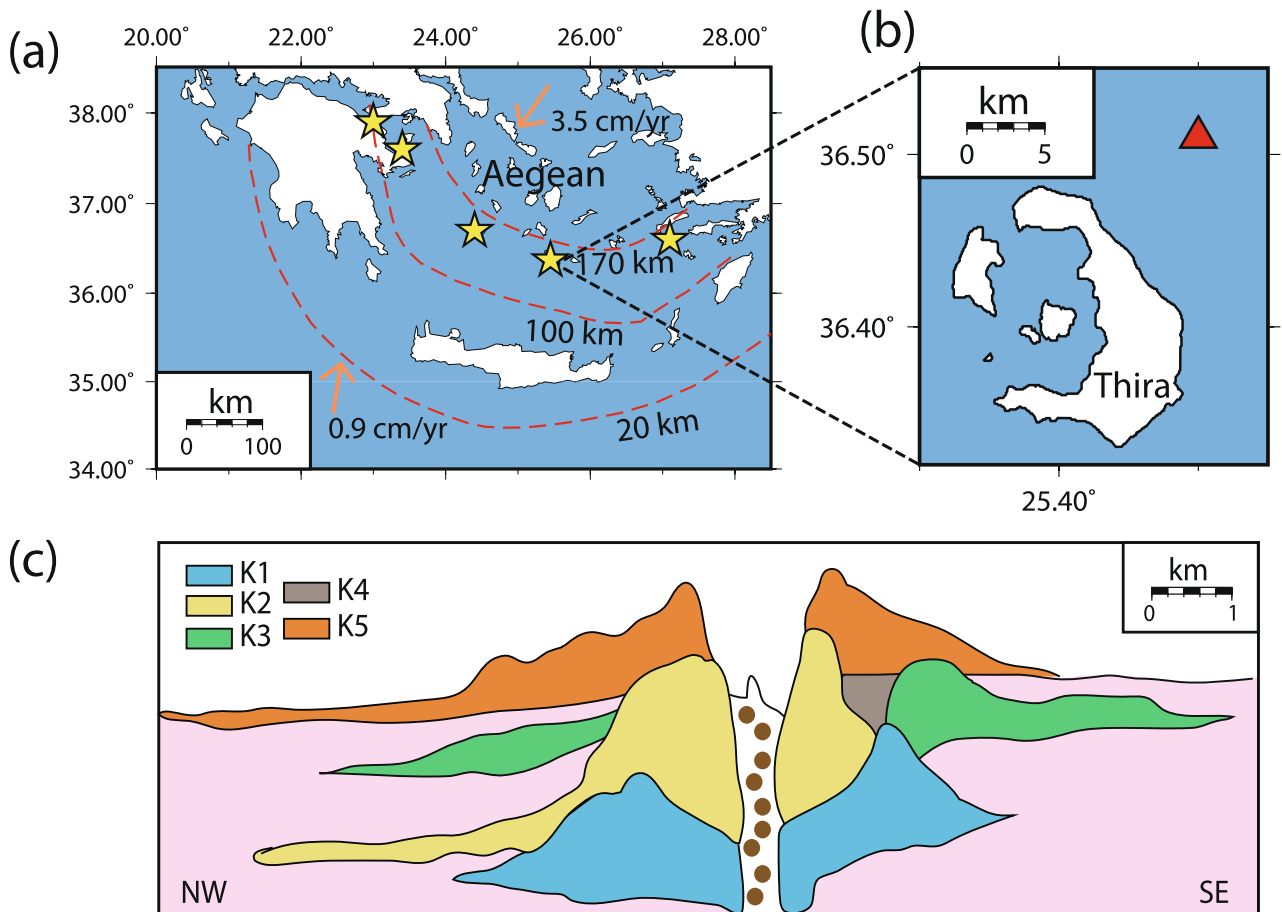 (a)
20.00° 22.00° 24.00° 26.00° 28.00°
38.00°
37.00°
36.00°
35.00°
34.00°
3.5 cm/yr
Aegean
170 km
100 km
20 km
0.9 cm/yr
km
0 100
(b)
km
0 5
36.50°
36.40°
Thira
25.40°
(c)
K1
K2
K3
K4
K5
km
0 1
NW
SE